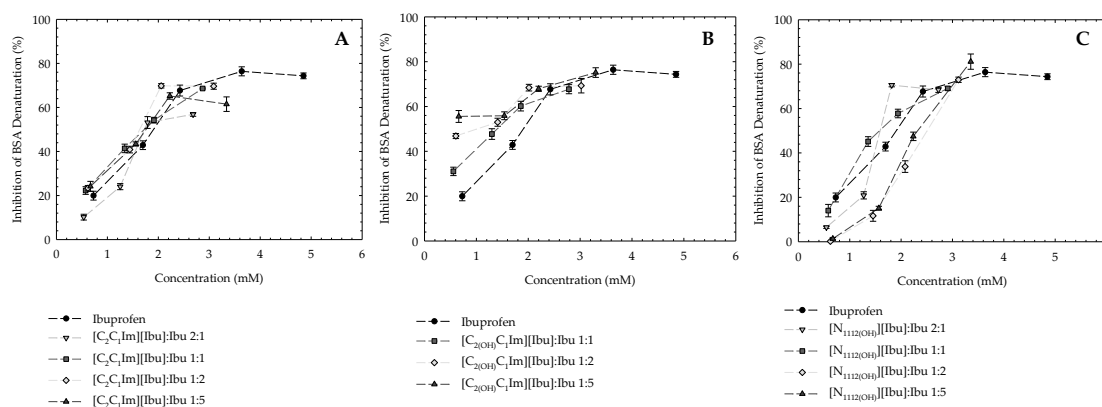 A
Inhibition of BSA Denaturation (%)
100
80
60
40
20
0
0 1 2 3 4 5 6
Concentration (mM)
Ibuprofen
[C₂C₁Im][Ibu]:Ibu 2:1
[C₂C₁Im][Ibu]:Ibu 1:1
[C₂C₁Im][Ibu]:Ibu 1:2
[C₂C₁Im][Ibu]:Ibu 1:5
B
Inhibition of BSA Denaturation (%)
100
80
60
40
20
0
0 1 2 3 4 5 6
Concentration (mM)
Ibuprofen
[C₂₍OH₎C₁Im][Ibu]:Ibu 1:1
[C₂₍OH₎C₁Im][Ibu]:Ibu 1:2
[C₂₍OH₎C₁Im][Ibu]:Ibu 1:5
C
Inhibition of BSA Denaturation (%)
100
80
60
40
20
0
0 1 2 3 4 5 6
Concentration (mM)
Ibuprofen
[N₁₁₁₂₍OH₎][Ibu]:Ibu 2:1
[N₁₁₁₂₍OH₎][Ibu]:Ibu 1:1
[N₁₁₁₂₍OH₎][Ibu]:Ibu 1:2
[N₁₁₁₂₍OH₎][Ibu]:Ibu 1:5